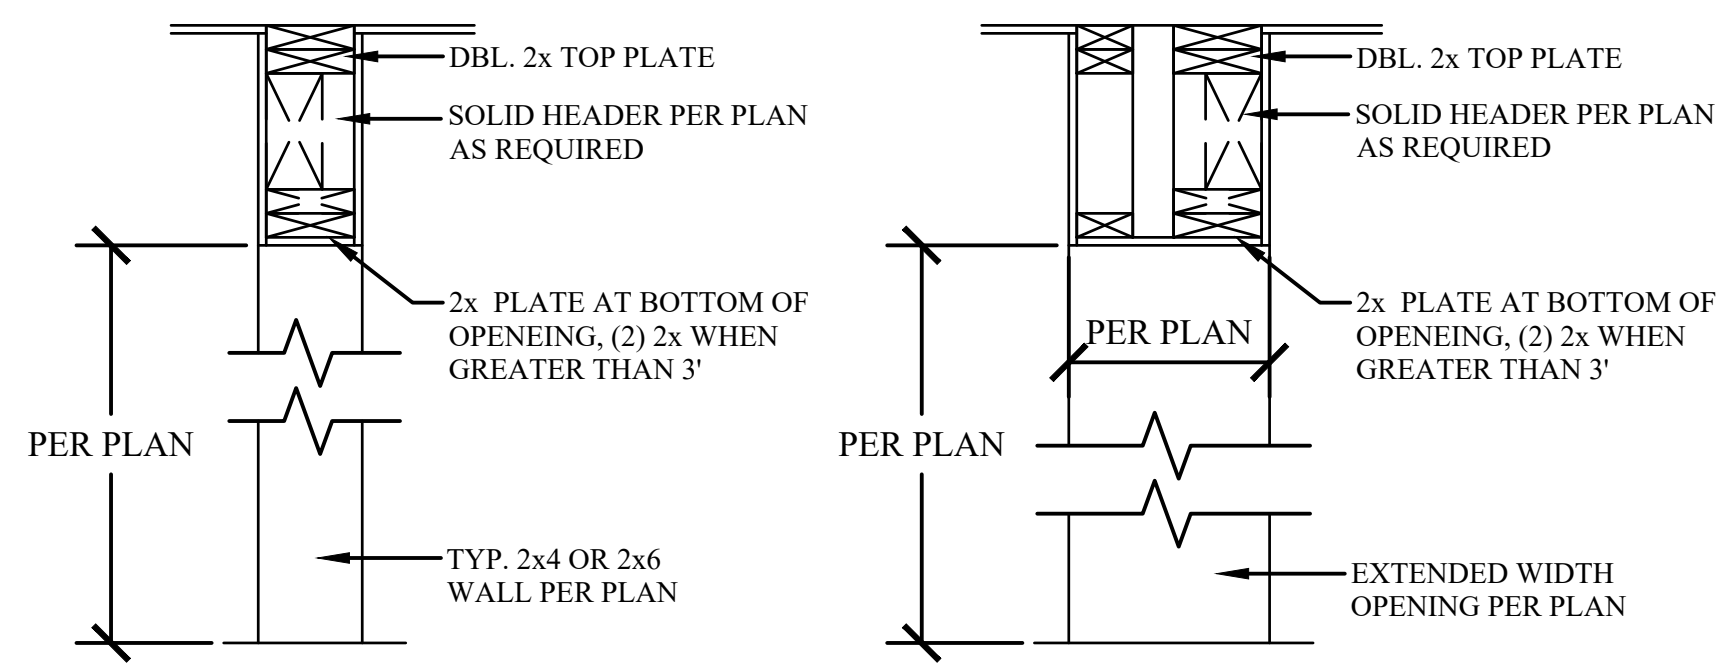 DBL. 2x TOP PLATE
SOLID HEADER PER PLAN
AS REQUIRED
2x PLATE AT BOTTOM OF
OPENEING, (2) 2x WHEN
GREATER THAN 3'
PER PLAN
TYP. 2x4 OR 2x6
WALL PER PLAN
DBL. 2x TOP PLATE
SOLID HEADER PER PLAN
AS REQUIRED
2x PLATE AT BOTTOM OF
OPENEING, (2) 2x WHEN
GREATER THAN 3'
PER PLAN
PER PLAN
EXTENDED WIDTH
OPENING PER PLAN